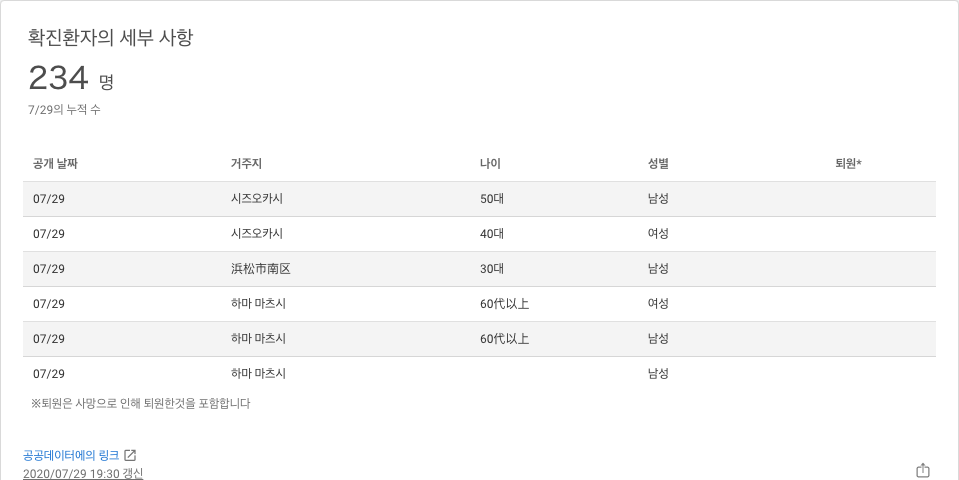 확진환자의 세부 사항
234 명
7/29의 누적 수
공개 날짜 거주지 나이 성별 퇴원*
07/29 시즈오카시 50대 남성
07/29 시즈오카시 40대 여성
07/29 浜松市南区 30대 남성
07/29 하마 마츠시 60代以上 여성
07/29 하마 마츠시 60代以上 남성
07/29 하마 마츠시 남성
※퇴원은 사망으로 인해 퇴원한것을 포함합니다
공공데이터에의 링크
2020/07/29 19:30 갱신